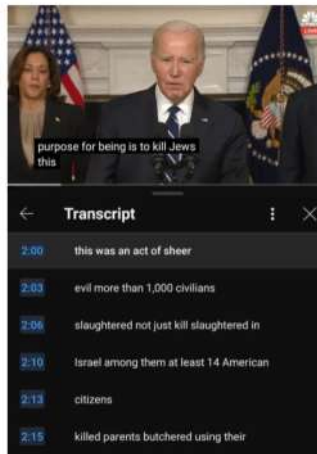 LIVE
purpose for being is to kill Jews
this
Transcript
2:00 this was an act of sheer
2:03 evil more than 1,000 civilians
2:06 slaughtered not just kill slaughtered in
2:10 Israel among them at least 14 American
2:13 citizens
2:15 killed parents butchered using their